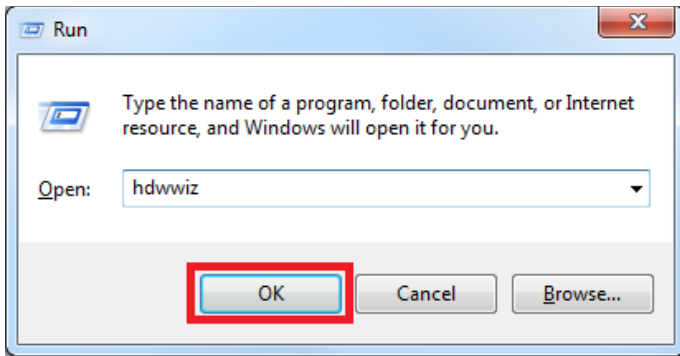 Run
Type the name of a program, folder, document, or Internet
resource, and Windows will open it for you.
Open: hdwwiz
OK Cancel Browse...